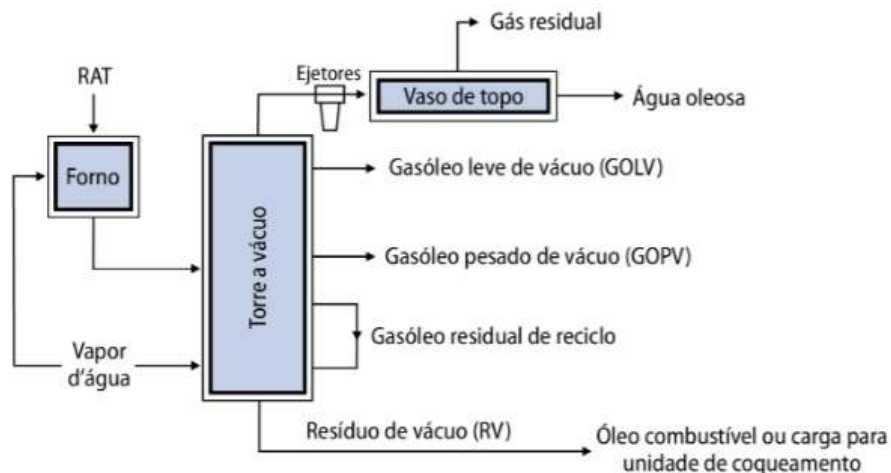 Gás residual
RAT
Ejetores
Vaso de topo
Água oleosa
Forno
Gasóleo leve de vácuo (GOLV)
Torre a vácuo
Gasóleo pesado de vácuo (GOPV)
Gasóleo residual de reciclo
Vapor
d'água
Resíduo de vácuo (RV)
Óleo combustível ou carga para
unidade de coqueamento